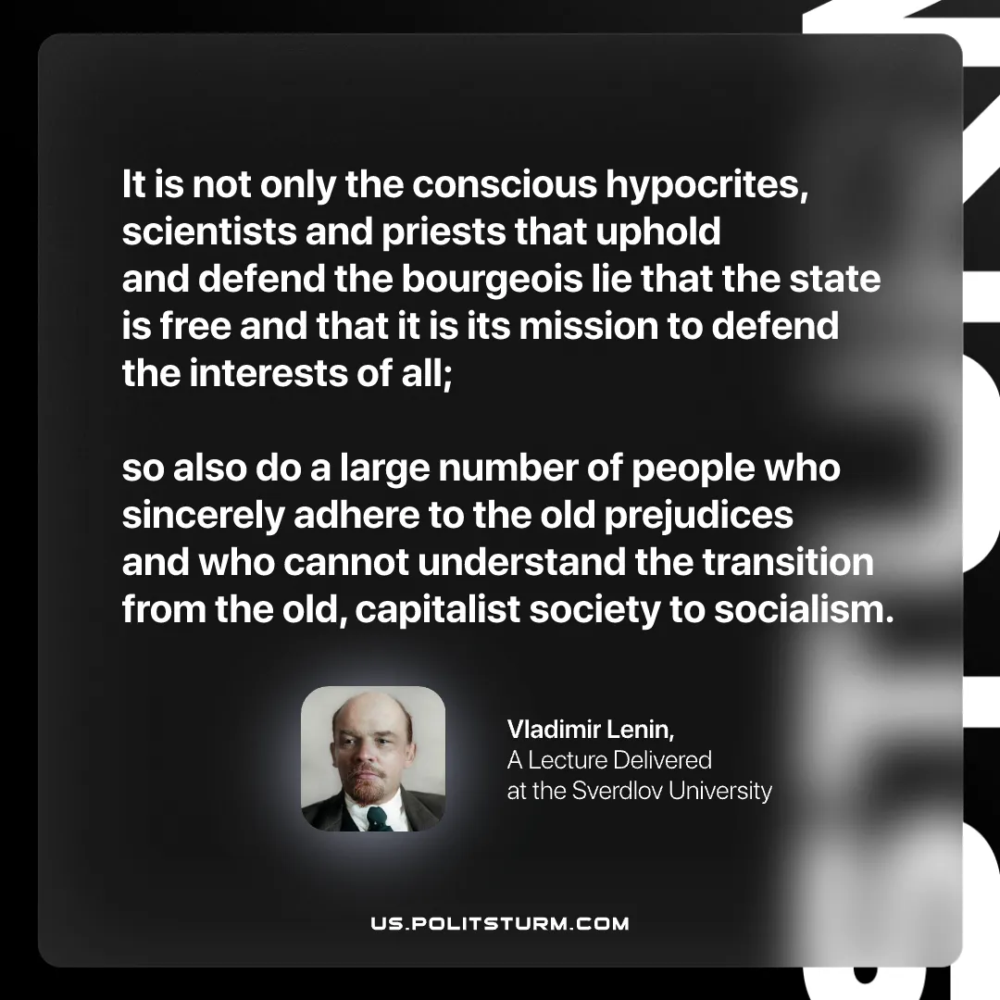 It is not only the conscious hypocrites,
scientists and priests that uphold
and defend the bourgeois lie that the state
is free and that it is its mission to defend
the interests of all;
so also do a large number of people who
sincerely adhere to the old prejudices
and who cannot understand the transition
from the old, capitalist society to socialism.
Vladimir Lenin,
A Lecture Delivered
at the Sverdlov University
US.POLITSTURM.COM